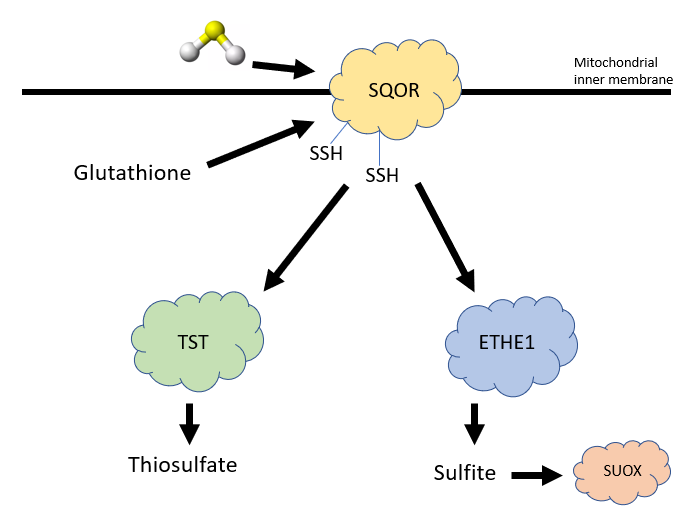 Mitochondrial
inner membrane
SQOR
SSH
Glutathione
SSH
TST
ETHE1
Thiosulfate
Sulfite
SUOX